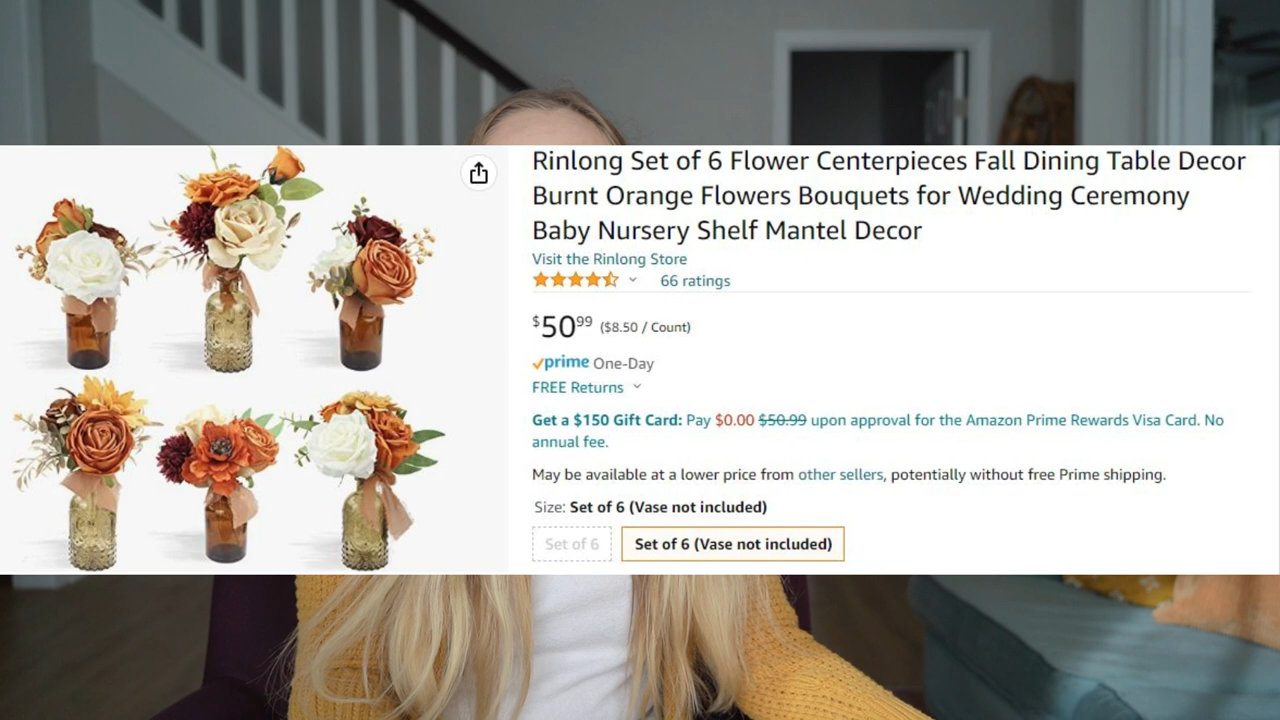 Rinlong Set of 6 Flower Centerpieces Fall Dining Table Decor
Burnt Orange Flowers Bouquets for Wedding Ceremony
Baby Nursery Shelf Mantel Decor
Visit the Rinlong Store
66 ratings
$50.99 ($8.50 / Count)
prime One-Day
FREE Returns
Get a $150 Gift Card: Pay $0.00 $50.99 upon approval for the Amazon Prime Rewards Visa Card. No
annual fee.
May be available at a lower price from other sellers, potentially without free Prime shipping.
Size: Set of 6 (Vase not included)
Set of 6
Set of 6 (Vase not included)